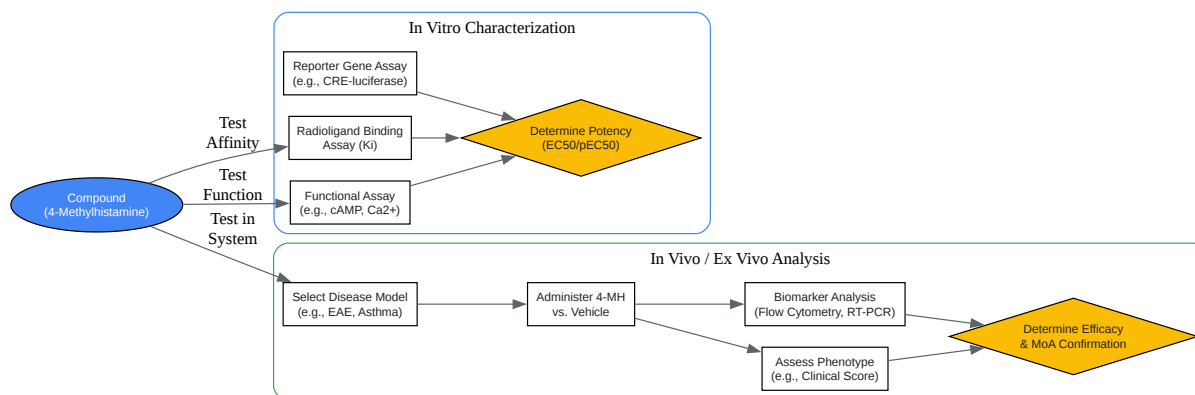 In Vitro Characterization
Reporter Gene Assay
(e.g., CRE-luciferase)
Test
Affinity
Radioligand Binding
Assay (Ki)
Determine Potency
(EC50/pEC50)
Test
Function
Functional Assay
(e.g., cAMP, Ca2+)
Compound
(4-Methylhistamine)
Test in
System
In Vivo / Ex Vivo Analysis
Select Disease Model
(e.g., EAE, Asthma)
Administer 4-MH
vs. Vehicle
Biomarker Analysis
(Flow Cytometry, RT-PCR)
Assess Phenotype
(e.g., Clinical Score)
Determine Efficacy
& MoA Confirmation